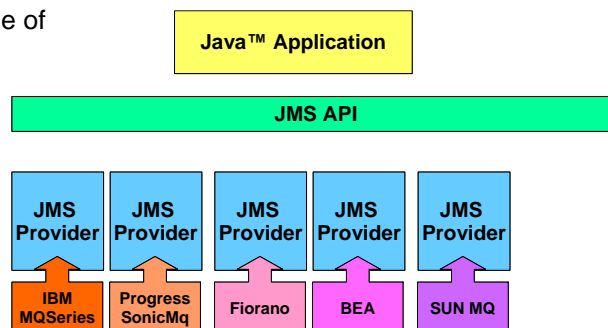 e of
Java™ Application
JMS API
JMS
Provider
JMS
Provider
JMS
Provider
JMS
Provider
JMS
Provider
IBM
MQSeries
Progress
SonicMq
Fiorano
BEA
SUN MQ